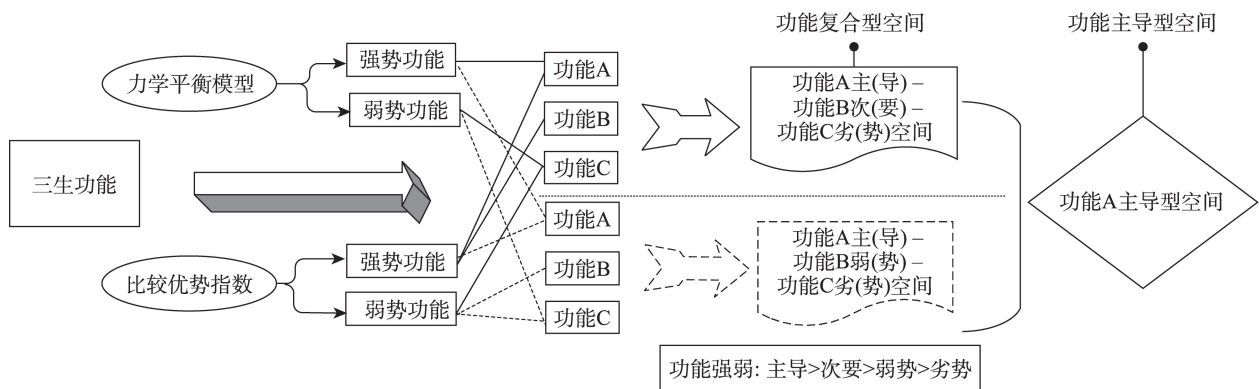 功能复合型空间
功能主导型空间
力学平衡模型
强势功能
弱势功能
功能A
功能B
功能C
功能A主(导) –
功能B次(要) –
功能C劣(势)空间
三生功能
功能A主导型空间
比较优势指数
强势功能
弱势功能
功能A
功能B
功能C
功能A主(导) –
功能B弱(势) –
功能C劣(势)空间
功能强弱: 主导>次要>弱势>劣势